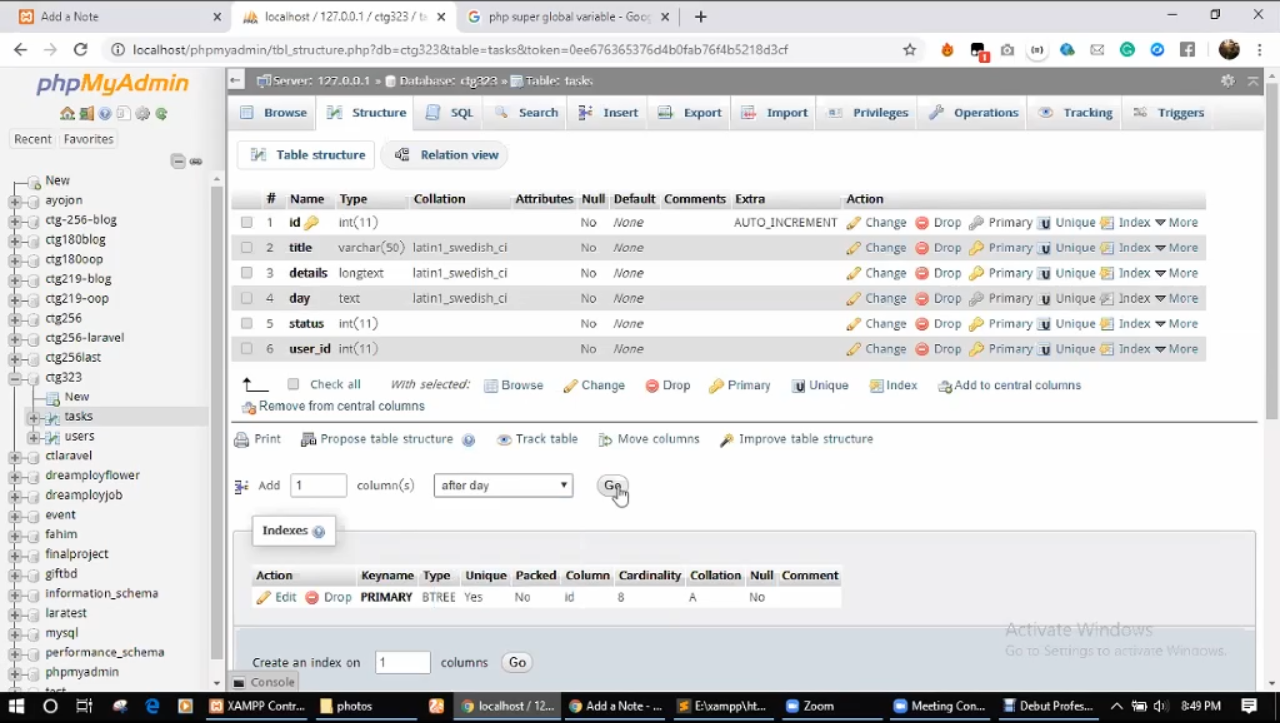 Add a Note
localhost / 127.0.0.1 / ctg323 / ta
php super global variable - Goog
localhost/phpmyadmin/tbl_structure.php?db=ctg323&table=tasks&token=0ee676365376d4b0fab76f4b5218d3cf
phpMyAdmin
Server: 127.0.0.1 » Database: ctg323 » Table: tasks
Browse Structure SQL Search Insert Export Import Privileges Operations Tracking Triggers
Recent Favorites
Table structure Relation view
New
ayojon
ctg-256-blog
ctg180blog
ctg180oop
ctg219-blog
ctg219-oop
ctg256
ctg256-laravel
ctg256last
ctg323
New
tasks
users
ctlaravel
dreamployflower
dreamployjob
event
fahim
finalproject
giftbd
information_schema
laratest
mysql
performance_schema
phpmyadmin
test
# Name Type Collation Attributes Null Default Comments Extra Action
1 id int(11) No None AUTO_INCREMENT Change Drop Primary Unique Index More
2 title varchar(50) latin1_swedish_ci No None Change Drop Primary Unique Index More
3 details longtext latin1_swedish_ci No None Change Drop Primary Unique Index More
4 day text latin1_swedish_ci No None Change Drop Primary Unique Index More
5 status int(11) No None Change Drop Primary Unique Index More
6 user_id int(11) No None Change Drop Primary Unique Index More
Check all With selected: Browse Change Drop Primary Unique Index Add to central columns
Remove from central columns
Print Propose table structure Track table Move columns Improve table structure
Add 1 column(s) after day Go
Indexes
Action Keyname Type Unique Packed Column Cardinality Collation Null Comment
Edit Drop PRIMARY BTREE Yes No id 8 A No
Create an index on 1 columns Go
Console
Activate Windows
Go to Settings to activate Windows.
XAMPP Contr... photos localhost / 12... Add a Note - ... E:\xampp\ht... Zoom Meeting Con... Debut Profes... 8:49 PM